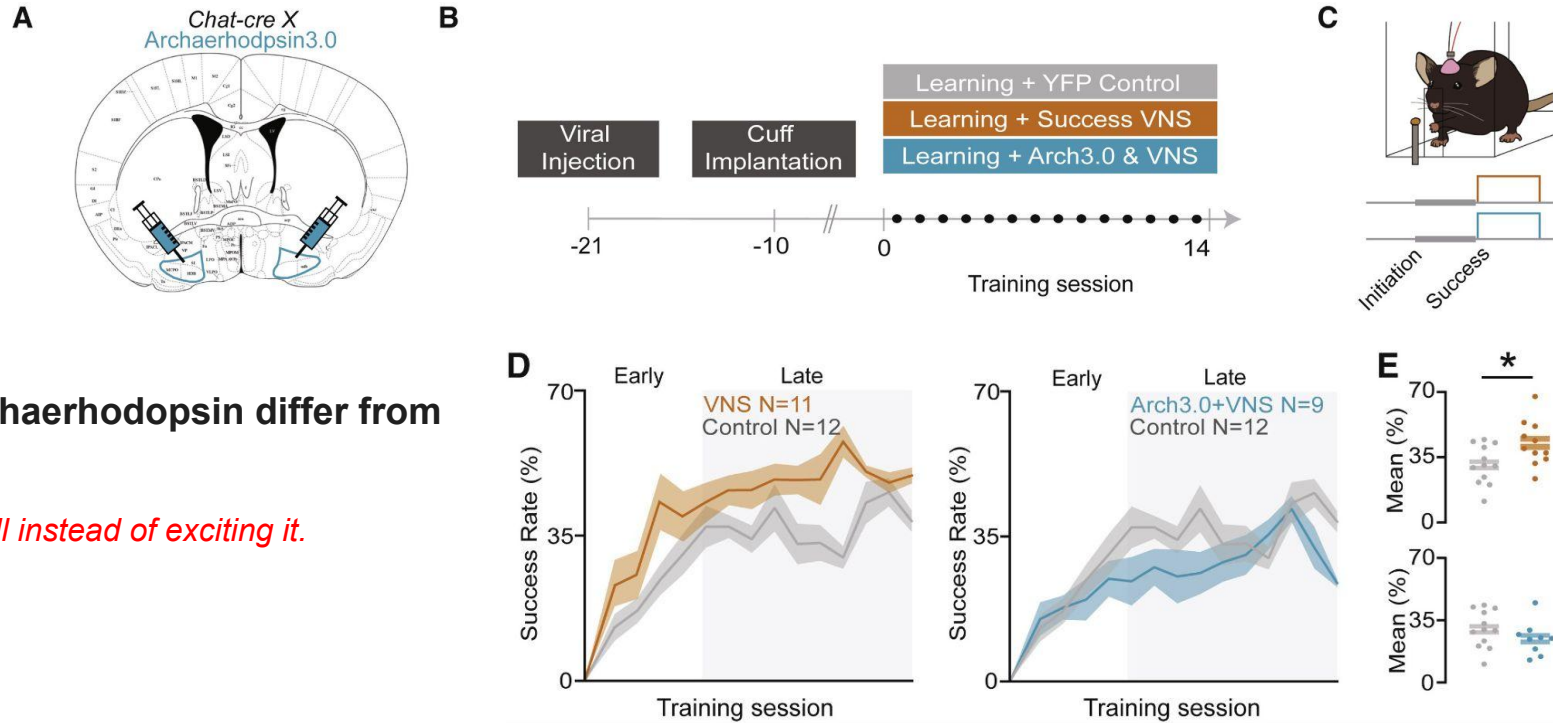 A
Chat-cre X
Archaerhodpsin3.0
B
Learning + YFP Control
Learning + Success VNS
Learning + Arch3.0 & VNS
Viral
Injection
Cuff
Implantation
-21
-10
0
14
Training session
C
Initiation
Success
haerhodopsin differ from
ll instead of exciting it.
D
Early
Late
70
35
0
Success Rate (%)
VNS N=11
Control N=12
Training session
Early
Late
70
35
0
Success Rate (%)
Arch3.0+VNS N=9
Control N=12
Training session
E
*
70
35
0
Mean (%)
70
35
0
Mean (%)